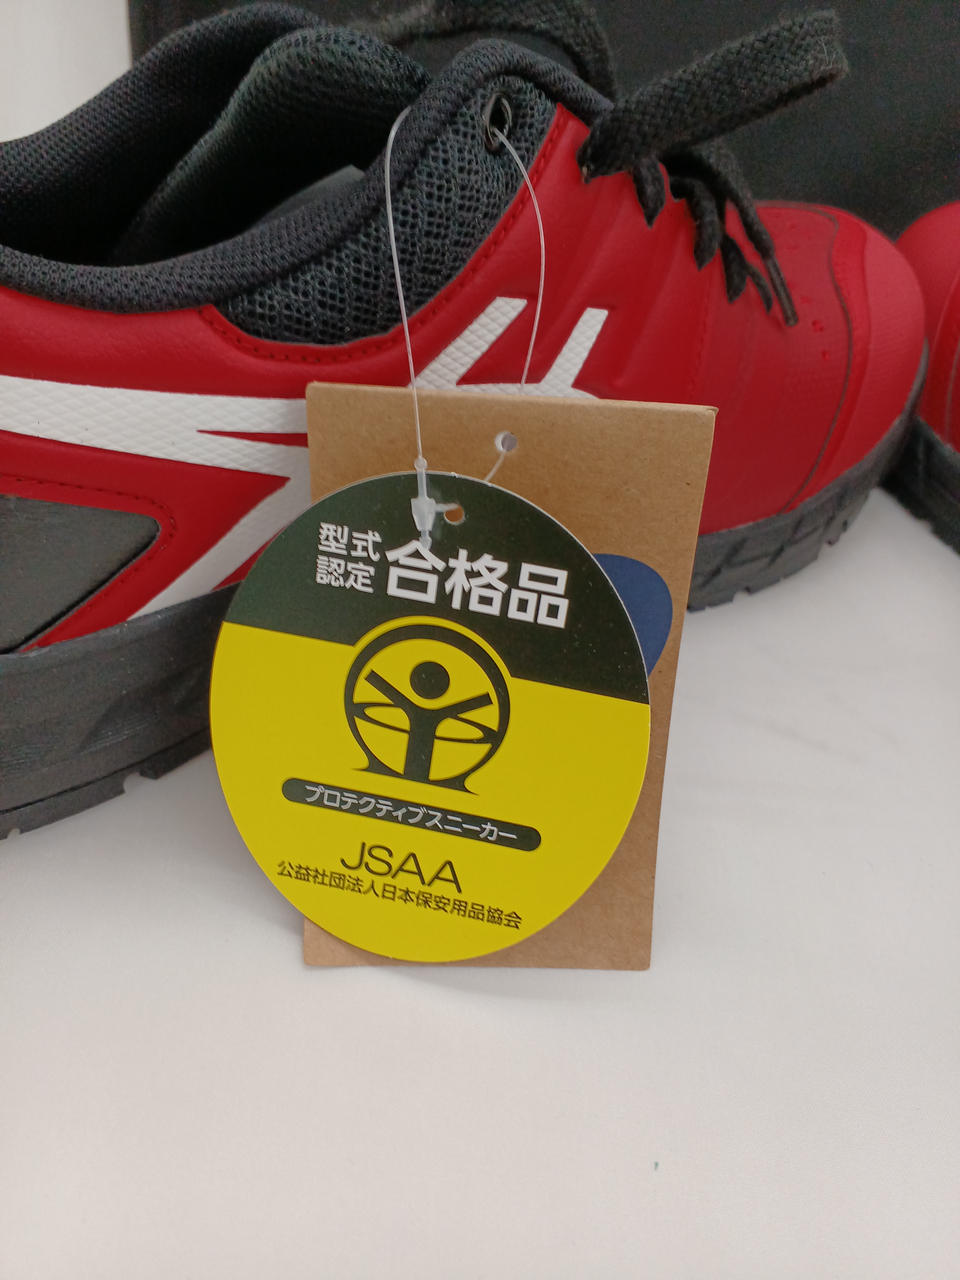 型式
認定
合格品
プロテクティブスニーカー
JSAA
公益社団法人日本保安用品協会